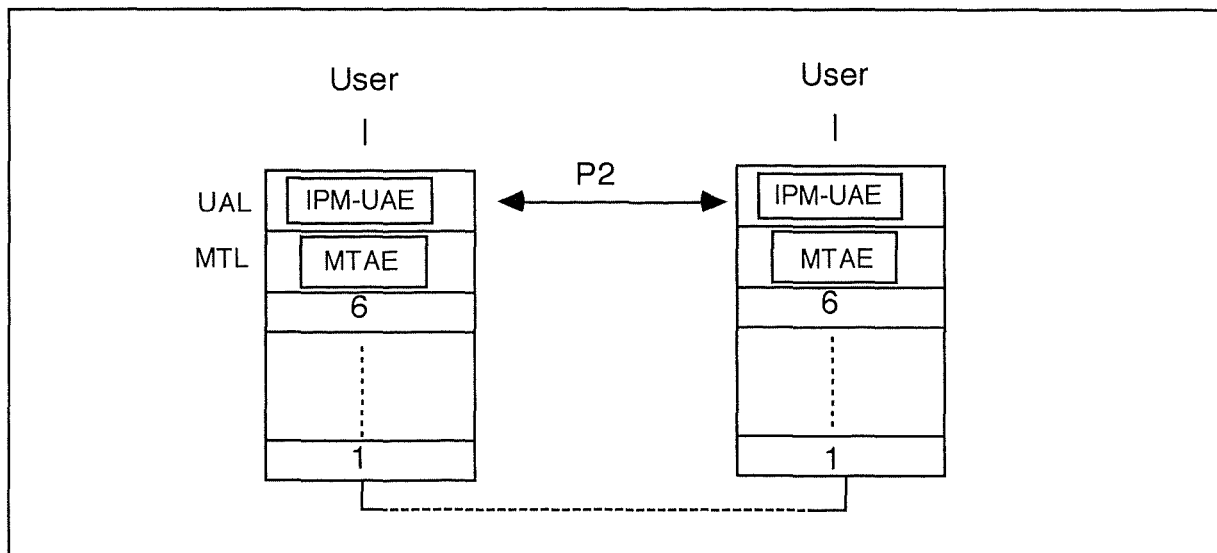 User User
P2
UAL IPM-UAE IPM-UAE
MTL MTAE MTAE
6 6
1 1